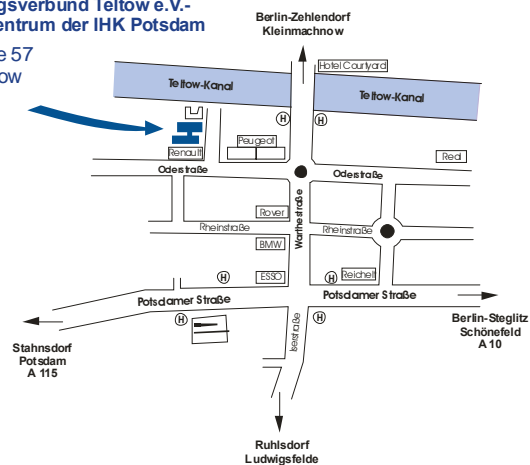 gsverbund Teltow e.V.-
entrum der IHK Potsdam
e 57
ow
Berlin-Zehlendorf
Kleinmachnow
Hotel Courtyard
Teltow-Kanal
Teltow-Kanal
H
H
Peugeot
Renault
Real
Oderstraße
Oderstraße
Rover
Warthestraße
Rheinstraße
Rheinstraße
BMW
ESSO
H
H
Reichelt
Potsdamer Straße
Potsdamer Straße
H
H
Iserstraße
Berlin-Steglitz
Schönefeld
A 10
Stahnsdorf
Potsdam
A 115
Ruhlsdorf
Ludwigsfelde